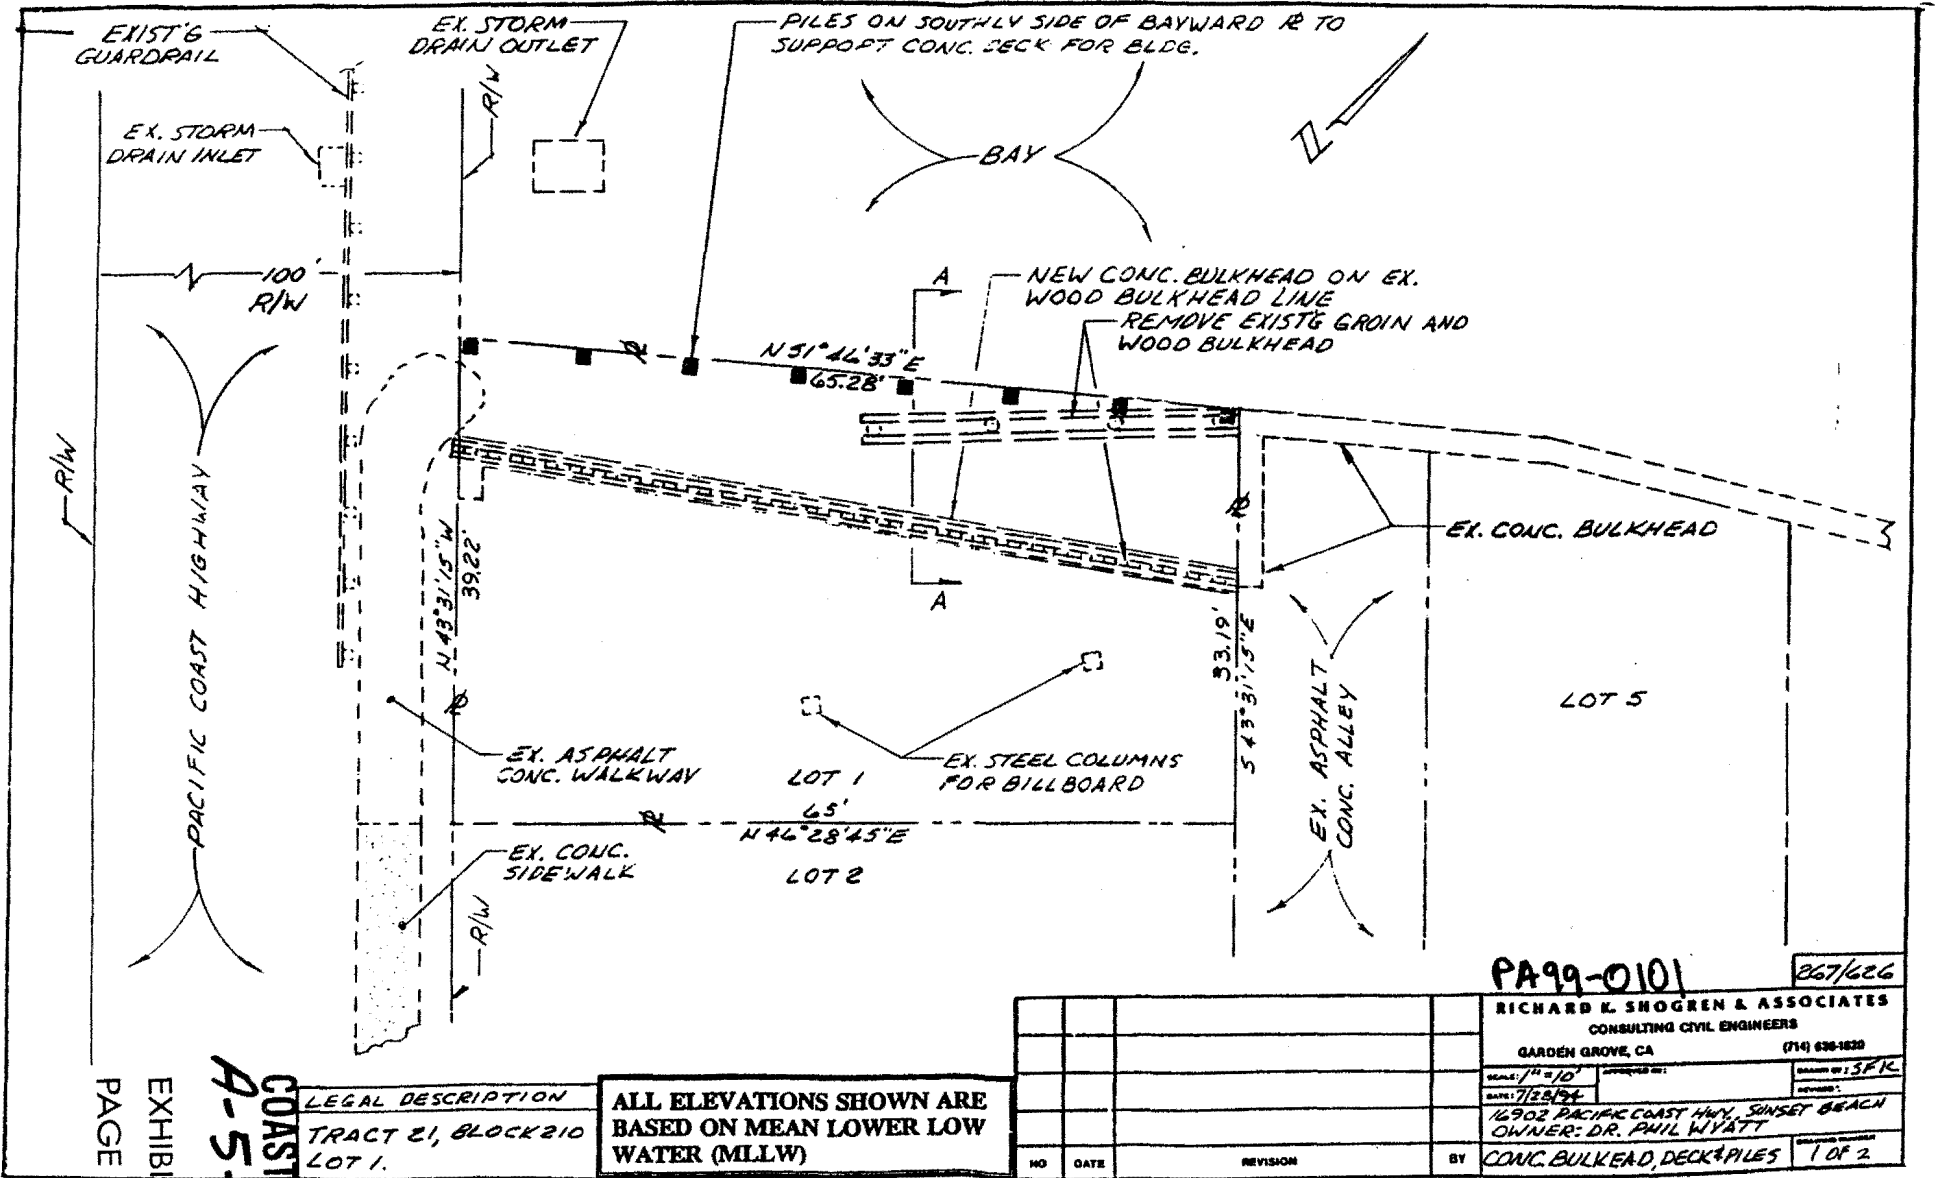 EXIST'G
GUARDRAIL
EX. STORM
DRAIN OUTLET
PILES ON SOUTHLY SIDE OF BAYWARD ⅊ TO
SUPPORT CONC. DECK FOR BLDG.
R/W
EX. STORM
DRAIN INLET
BAY
100'
R/W
A
NEW CONC. BULKHEAD ON EX.
WOOD BULKHEAD LINE
REMOVE EXIST'G GROIN AND
WOOD BULKHEAD
65.28'
R/W
PACIFIC COAST HIGHWAY
N 43°31'15"W
39.22'
EX. CONC. BULKHEAD
A
33.19'
S 43°31'15"E
EX. ASPHALT
CONC. ALLEY
LOT 5
EX. ASPHALT
CONC. WALKWAY
EX. STEEL COLUMNS
FOR BILLBOARD
LOT 1
65'
N 46°28'45"E
LOT 2
EX. CONC.
SIDEWALK
R/W
PA99-0101
267/626
RICHARD K. SHOGREN & ASSOCIATES
CONSULTING CIVIL ENGINEERS
GARDEN GROVE, CA
(714) 636-1620
SCALE: 1"=10'
DRAWN BY: SFK
DATE: 7/28/94
16902 PACIFIC COAST HWY., SUNSET BEACH
OWNER: DR. PHIL WYATT
CONC. BULKEAD, DECK & PILES
1 OF 2
NO DATE REVISION BY
LEGAL DESCRIPTION
TRACT 21, BLOCK 210
LOT 1.
ALL ELEVATIONS SHOWN ARE
BASED ON MEAN LOWER LOW
WATER (MLLW)
COAST
A-5-
EXHIBI
PAGE